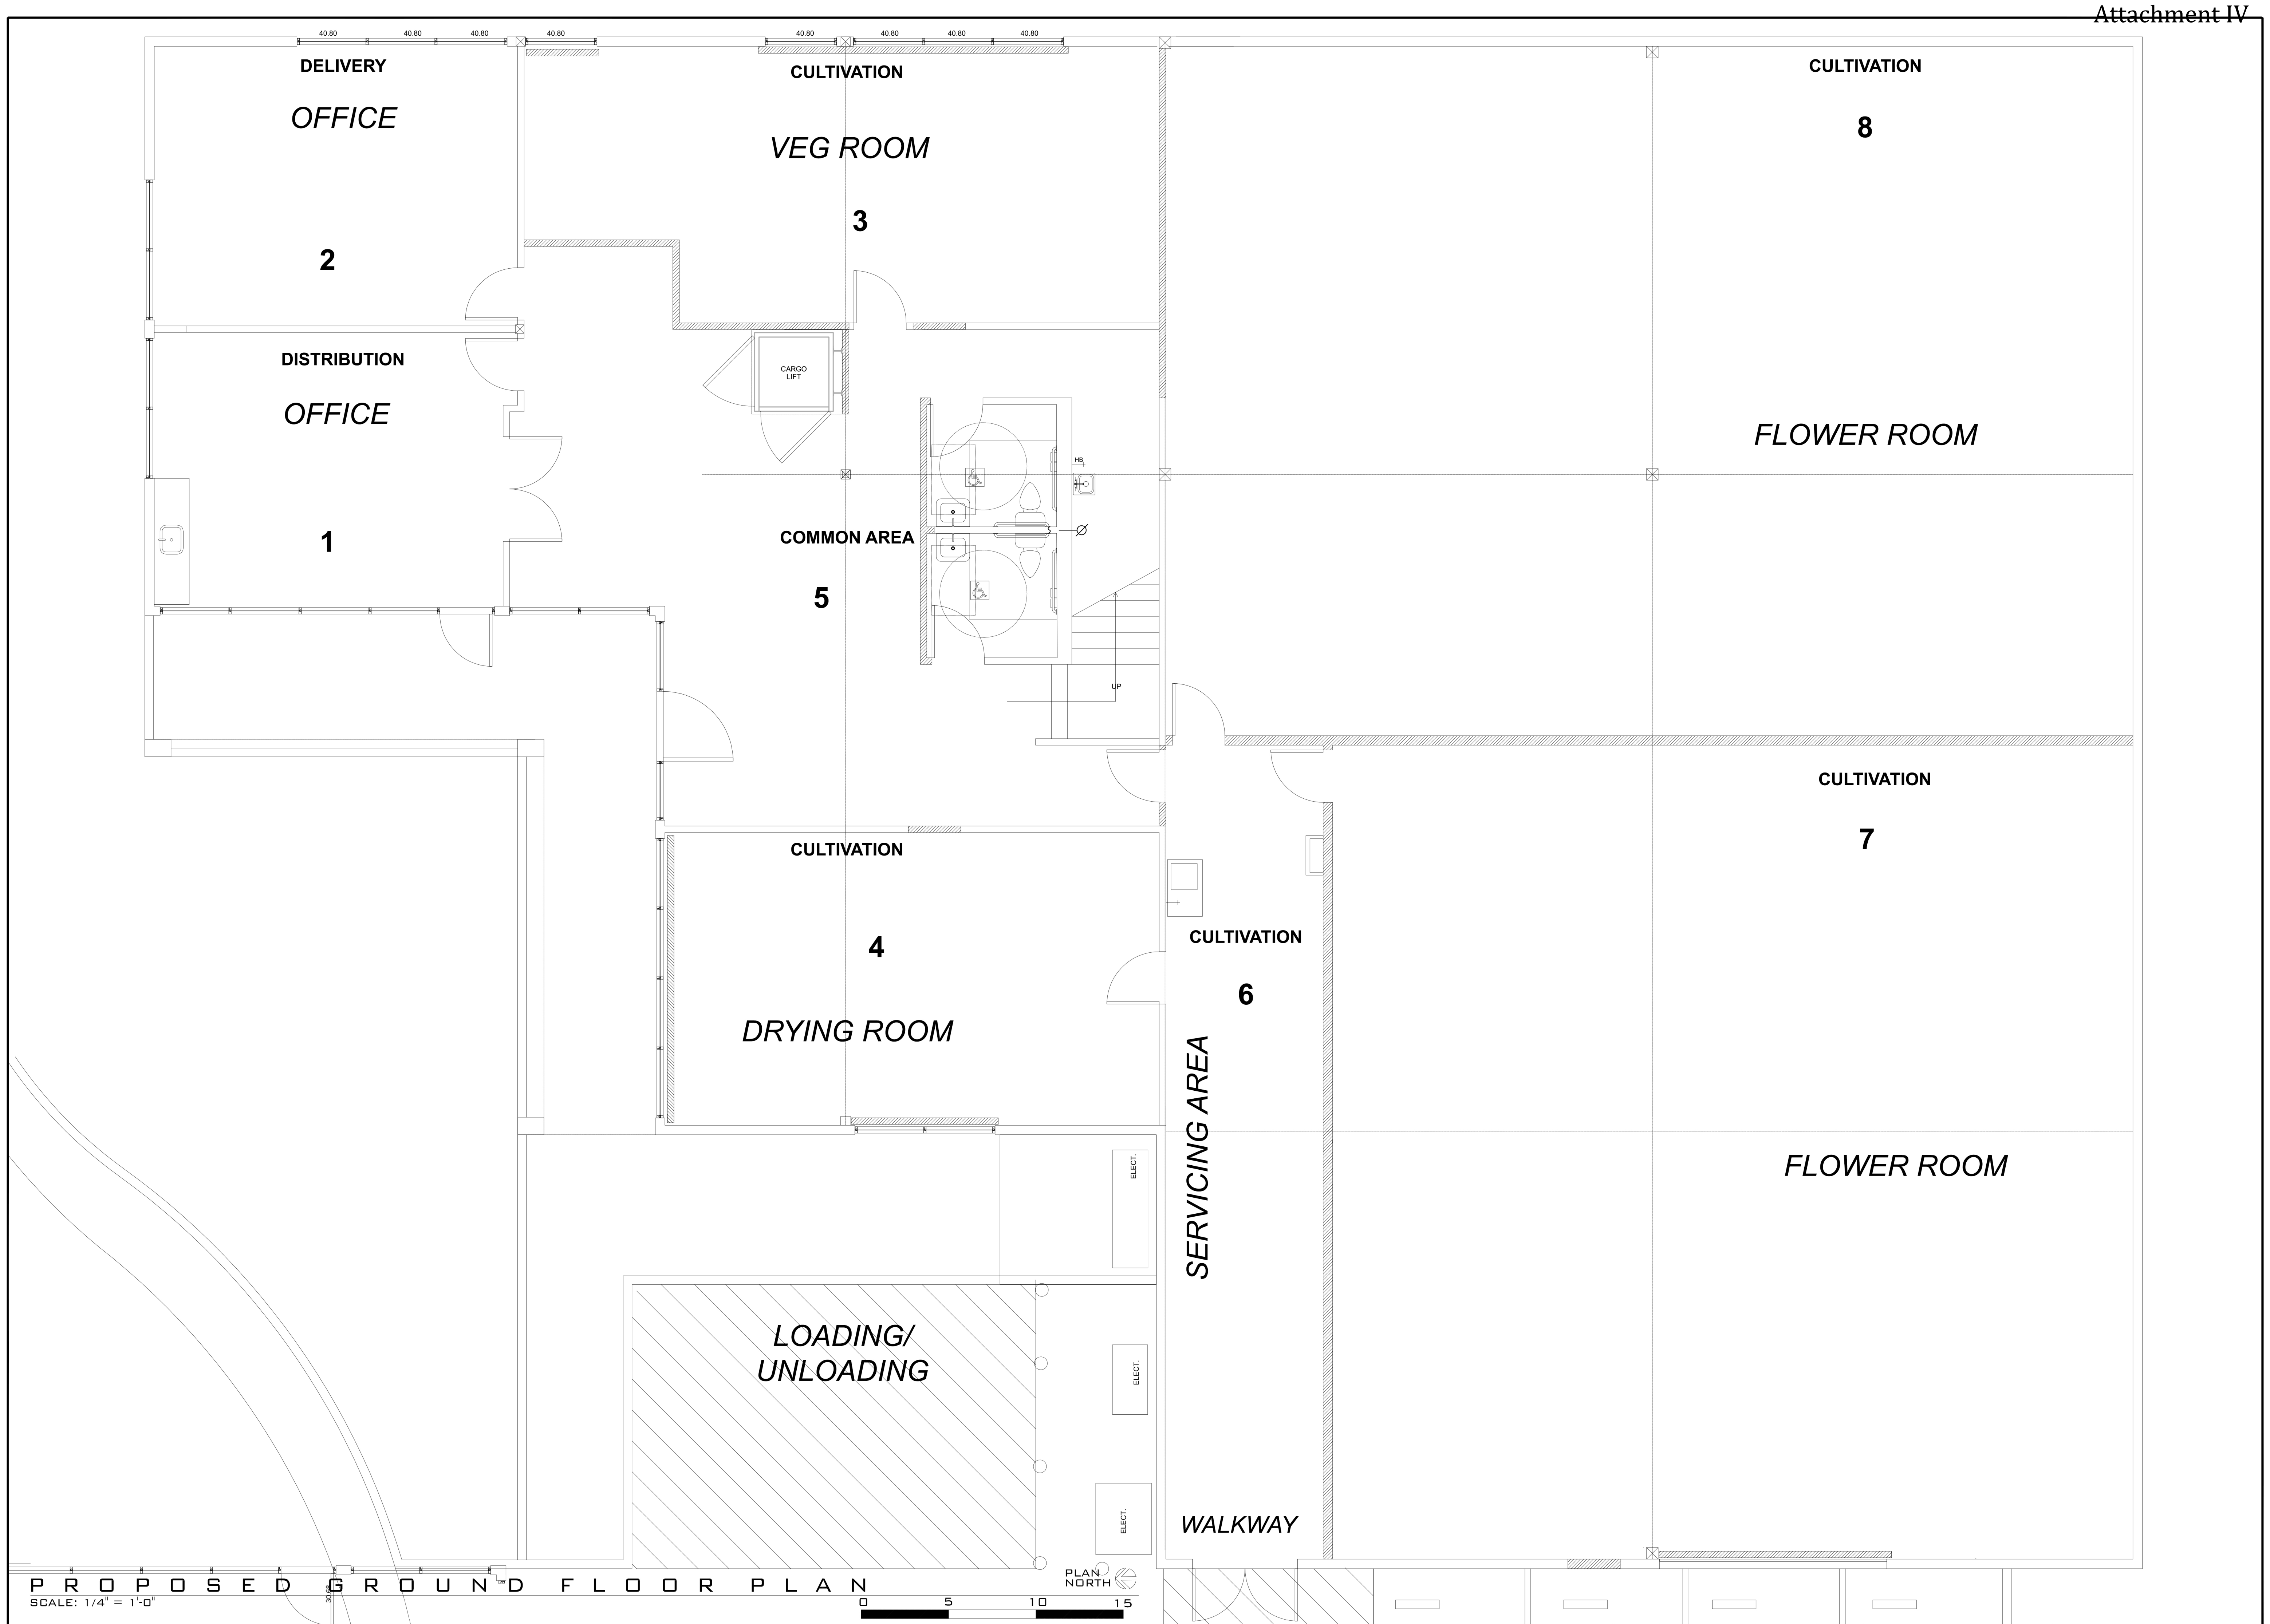 Attachment IV
40.80
40.80
40.80
40.80
40.80
40.80
40.80
40.80
DELIVERY
OFFICE
2
CULTIVATION
VEG ROOM
3
CULTIVATION
8
FLOWER ROOM
DISTRIBUTION
OFFICE
1
CARGO
LIFT
HB
COMMON AREA
5
UP
CULTIVATION
4
DRYING ROOM
CULTIVATION
6
SERVICING AREA
WALKWAY
CULTIVATION
7
FLOWER ROOM
ELECT.
ELECT.
ELECT.
LOADING/
UNLOADING
PROPOSED GROUND FLOOR PLAN
SCALE: 1/4" = 1'-0"
30.68
PLAN
NORTH
0 5 10 15